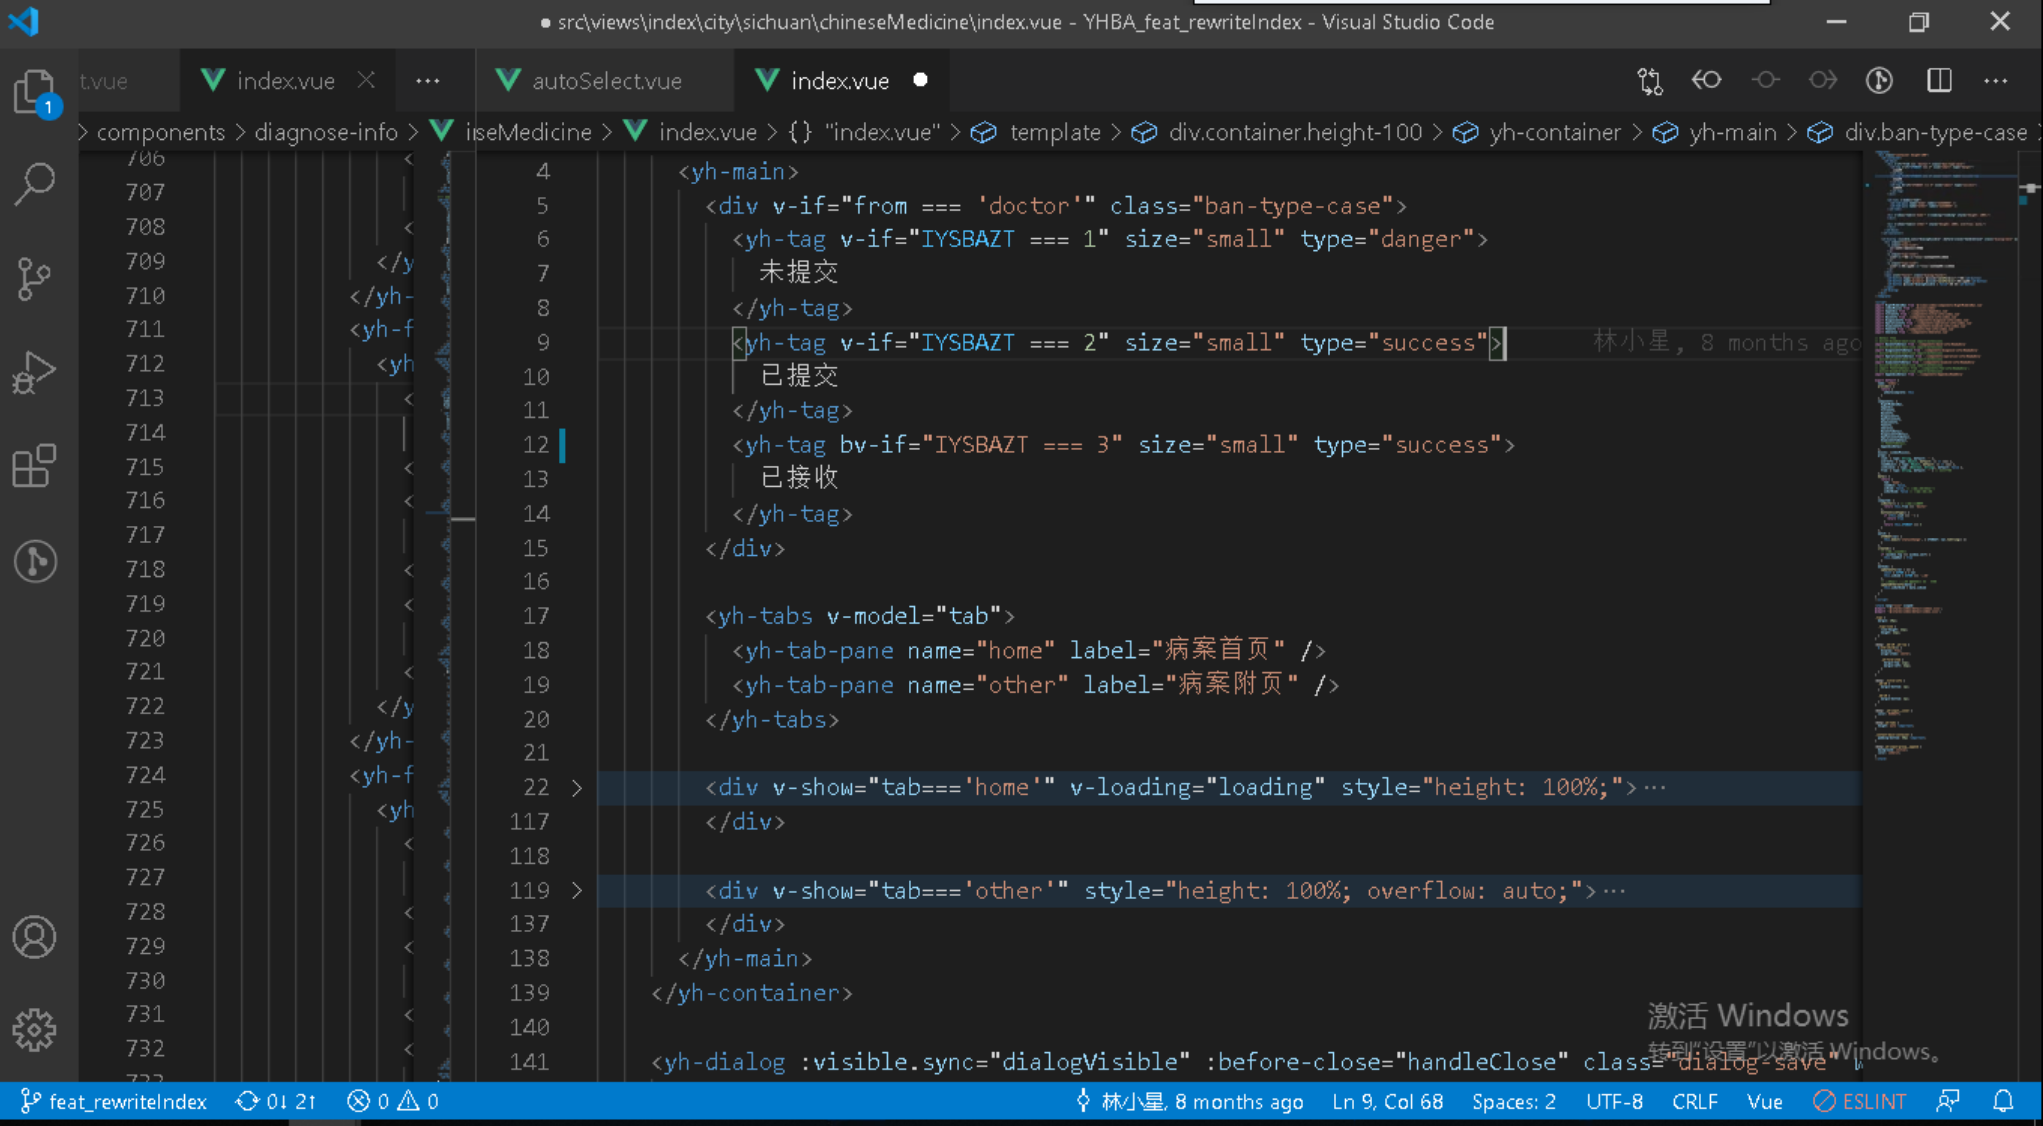 ● src\views\index\city\sichuan\chineseMedicine\index.vue - YHBA_feat_rewriteIndex - Visual Studio Code
t.vue index.vue ··· autoSelect.vue index.vue ●
1
> components > diagnose-info > iseMedicine > index.vue > {} "index.vue" > template > div.container.height-100 > yh-container > yh-main > div.ban-type-case
706 <
707
708 <
709 </y
710 </yh-
711 <yh-f
712 <yh
713 <
714
715 <
716 <
717
718 <
719 <
720
721 <
722 </y
723 </yh-
724 <yh-f
725 <yh
726 <
727
728 <
729 <
730
731 <
732 <
733
4 <yh-main>
5 <div v-if="from === 'doctor'" class="ban-type-case">
6 <yh-tag v-if="IYSBAZT === 1" size="small" type="danger">
7 未提交
8 </yh-tag>
9 <yh-tag v-if="IYSBAZT === 2" size="small" type="success"> 林小星, 8 months ago
10 已提交
11 </yh-tag>
12 <yh-tag bv-if="IYSBAZT === 3" size="small" type="success">
13 已接收
14 </yh-tag>
15 </div>
16
17 <yh-tabs v-model="tab">
18 <yh-tab-pane name="home" label="病案首页" />
19 <yh-tab-pane name="other" label="病案附页" />
20 </yh-tabs>
21
22 <div v-show="tab==='home'" v-loading="loading" style="height: 100%;">···
117 </div>
118
119 <div v-show="tab==='other'" style="height: 100%; overflow: auto;">···
137 </div>
138 </yh-main>
139 </yh-container>
140
141 <yh-dialog :visible.sync="dialogVisible" :before-close="handleClose" class="dialog-save"
激活 Windows
转到"设置"以激活 Windows。
feat_rewriteIndex 0↓ 2↑ 0 0 林小星, 8 months ago Ln 9, Col 68 Spaces: 2 UTF-8 CRLF Vue ESLINT